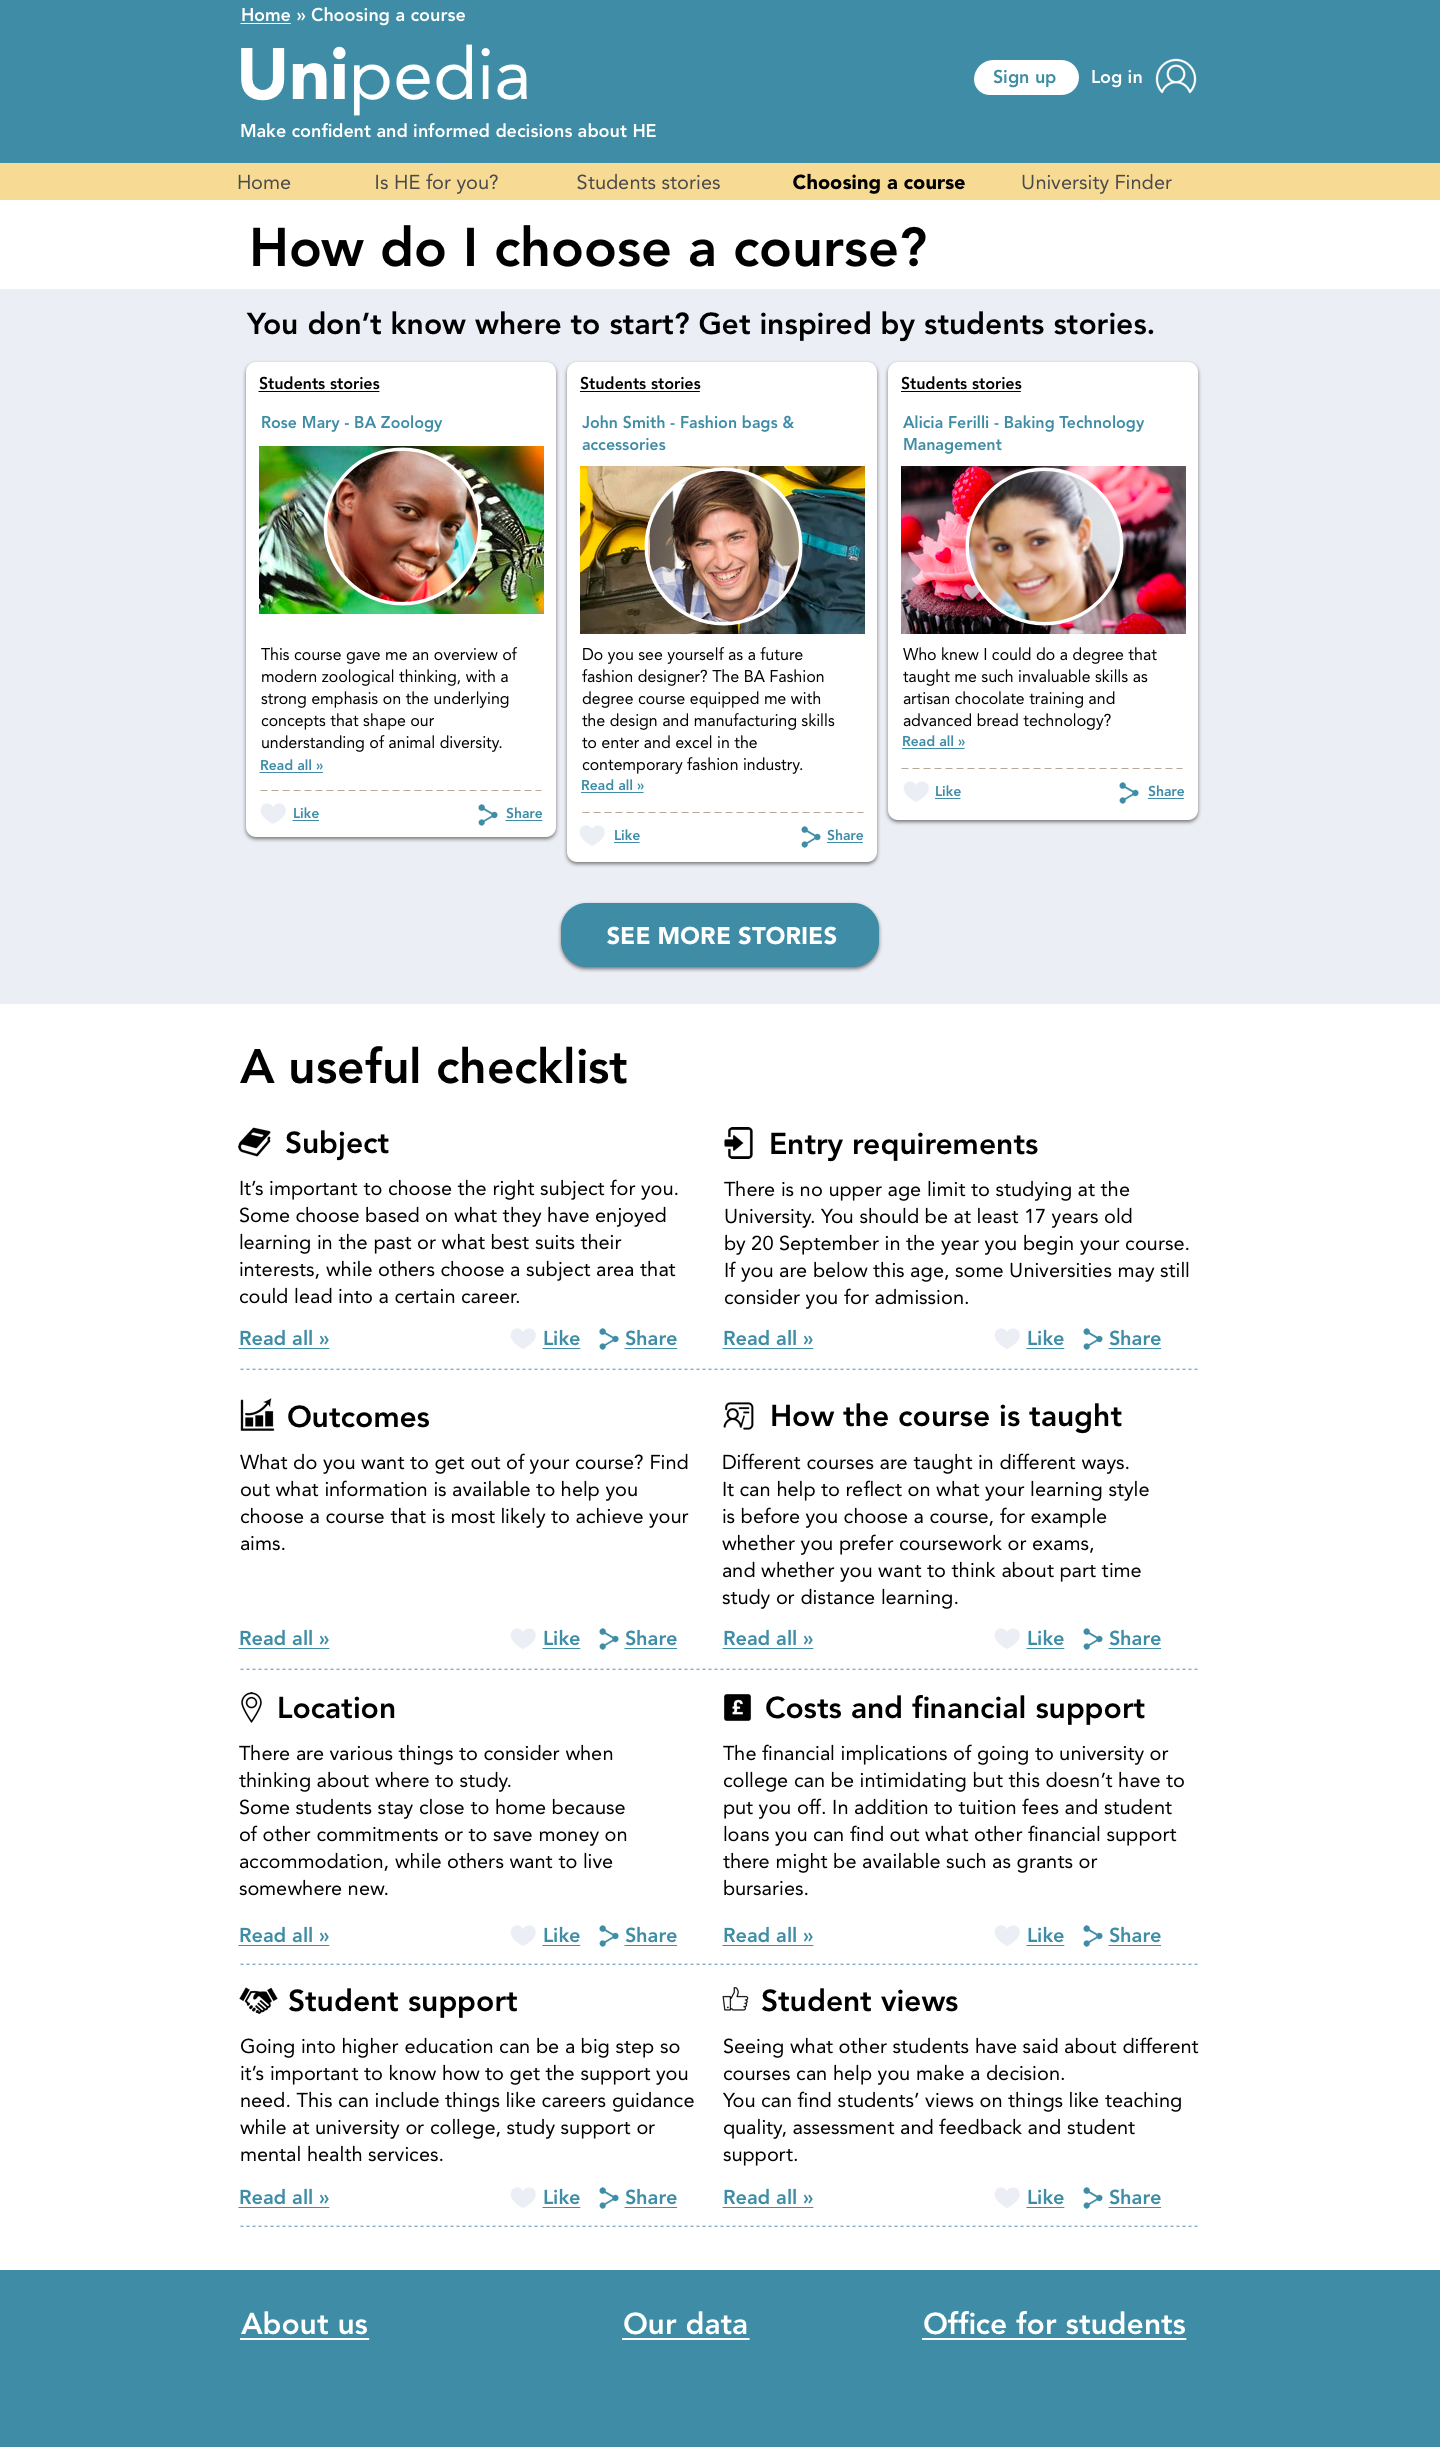 Home » Choosing a course
Unipedia
Sign up
Log in
Make confident and informed decisions about HE
Home
Is HE for you?
Students stories
Choosing a course
University Finder
How do I choose a course?
You don’t know where to start? Get inspired by students stories.
Students stories
Rose Mary - BA Zoology
This course gave me an overview of
modern zoological thinking, with a
strong emphasis on the underlying
concepts that shape our
understanding of animal diversity.
Read all »
Like
Share
Students stories
John Smith - Fashion bags &
accessories
Do you see yourself as a future
fashion designer? The BA Fashion
degree course equipped me with
the design and manufacturing skills
to enter and excel in the
contemporary fashion industry.
Read all »
Like
Share
Students stories
Alicia Ferilli - Baking Technology
Management
Who knew I could do a degree that
taught me such invaluable skills as
artisan chocolate training and
advanced bread technology?
Read all »
Like
Share
SEE MORE STORIES
A useful checklist
Subject
It’s important to choose the right subject for you.
Some choose based on what they have enjoyed
learning in the past or what best suits their
interests, while others choose a subject area that
could lead into a certain career.
Read all »
Like
Share
Entry requirements
There is no upper age limit to studying at the
University. You should be at least 17 years old
by 20 September in the year you begin your course.
If you are below this age, some Universities may still
consider you for admission.
Read all »
Like
Share
Outcomes
What do you want to get out of your course? Find
out what information is available to help you
choose a course that is most likely to achieve your
aims.
Read all »
Like
Share
How the course is taught
Different courses are taught in different ways.
It can help to reflect on what your learning style
is before you choose a course, for example
whether you prefer coursework or exams,
and whether you want to think about part time
study or distance learning.
Read all »
Like
Share
Location
There are various things to consider when
thinking about where to study.
Some students stay close to home because
of other commitments or to save money on
accommodation, while others want to live
somewhere new.
Read all »
Like
Share
£
Costs and financial support
The financial implications of going to university or
college can be intimidating but this doesn’t have to
put you off. In addition to tuition fees and student
loans you can find out what other financial support
there might be available such as grants or
bursaries.
Read all »
Like
Share
Student support
Going into higher education can be a big step so
it’s important to know how to get the support you
need. This can include things like careers guidance
while at university or college, study support or
mental health services.
Read all »
Like
Share
Student views
Seeing what other students have said about different
courses can help you make a decision.
You can find students’ views on things like teaching
quality, assessment and feedback and student
support.
Read all »
Like
Share
About us
Our data
Office for students